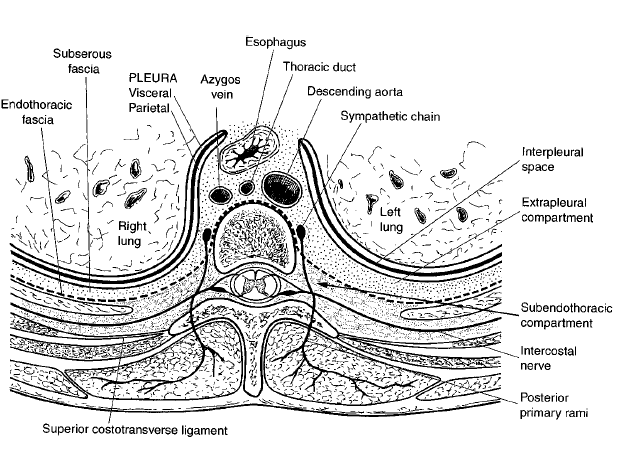 Esophagus
Subserous
fascia
Thoracic duct
PLEURA
Visceral
Parietal
Azygos
vein
Descending aorta
Endothoracic
fascia
Sympathetic chain
Interpleural
space
Extrapleural
compartment
Right
lung
Left
lung
Subendothoracic
compartment
Intercostal
nerve
Posterior
primary rami
Superior costotransverse ligament